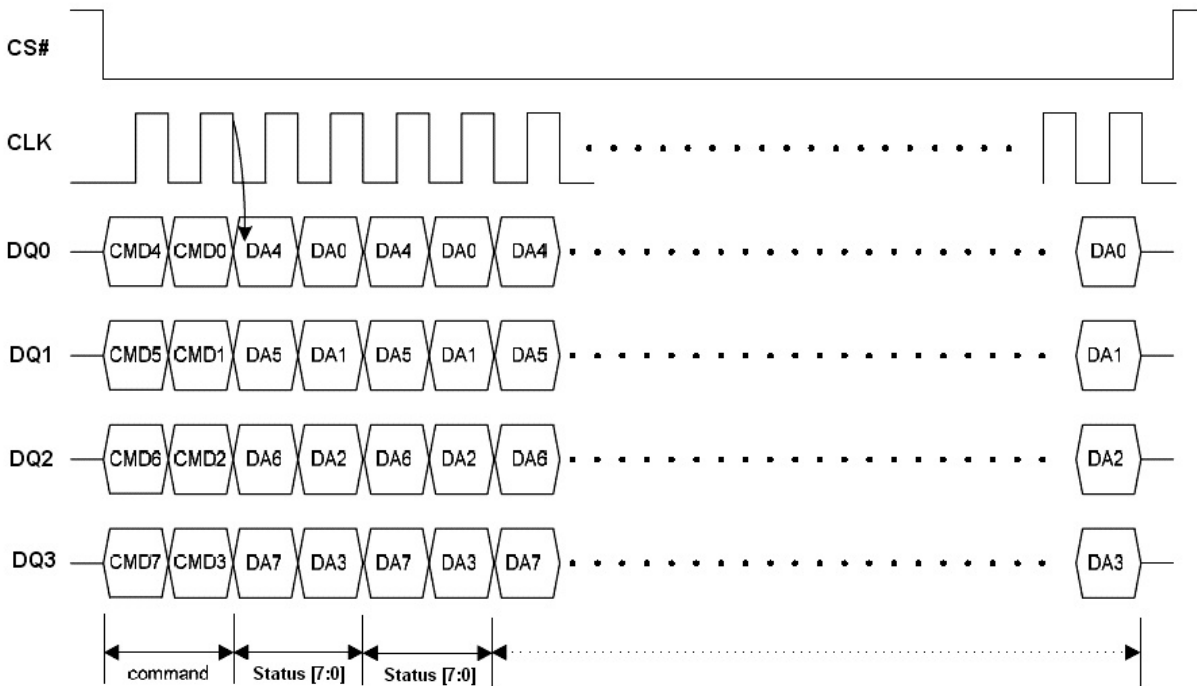 CS#
CLK
DQ0 CMD4 CMD0 DA4 DA0 DA4 DA0 DA4 DA0
DQ1 CMD5 CMD1 DA5 DA1 DA5 DA1 DA5 DA1
DQ2 CMD6 CMD2 DA6 DA2 DA6 DA2 DA6 DA2
DQ3 CMD7 CMD3 DA7 DA3 DA7 DA3 DA7 DA3
command Status [7:0] Status [7:0]